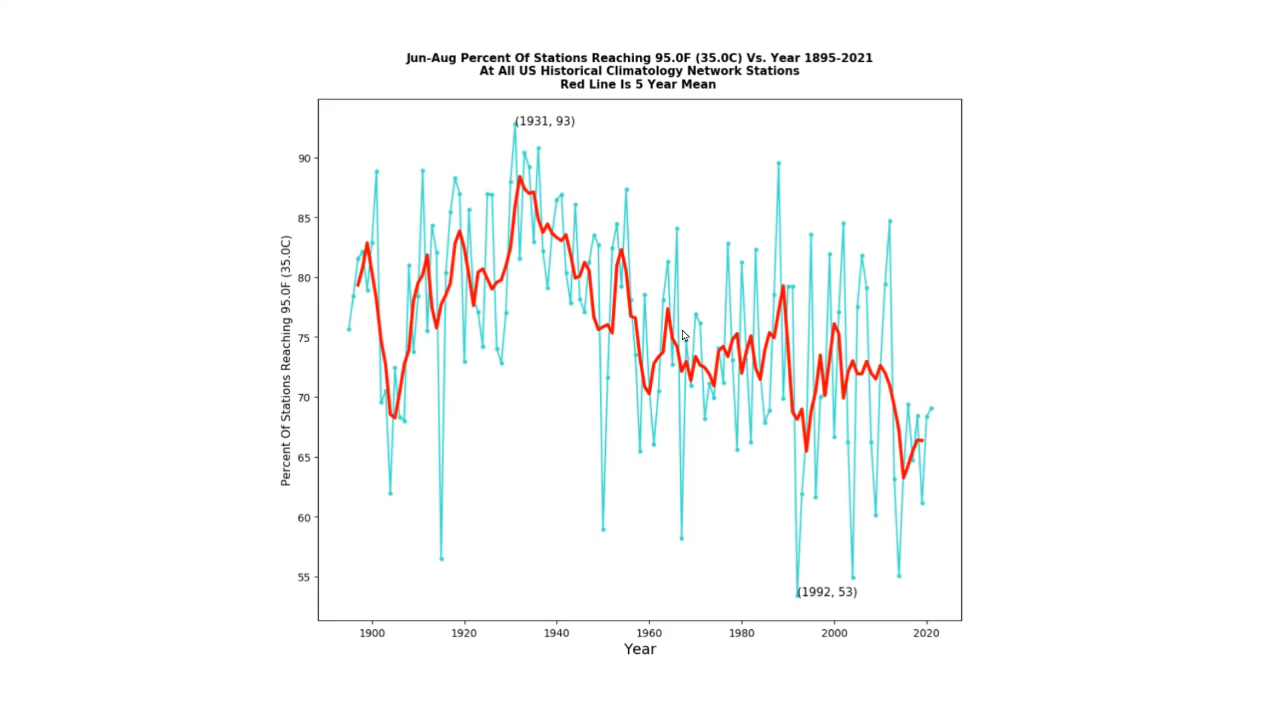 Jun-Aug Percent Of Stations Reaching 95.0F (35.0C) Vs. Year 1895-2021
At All US Historical Climatology Network Stations
Red Line Is 5 Year Mean
(1931, 93)
90
85
80
75
70
65
60
55
Percent Of Stations Reaching 95.0F (35.0C)
(1992, 53)
1900 1920 1940 1960 1980 2000 2020
Year